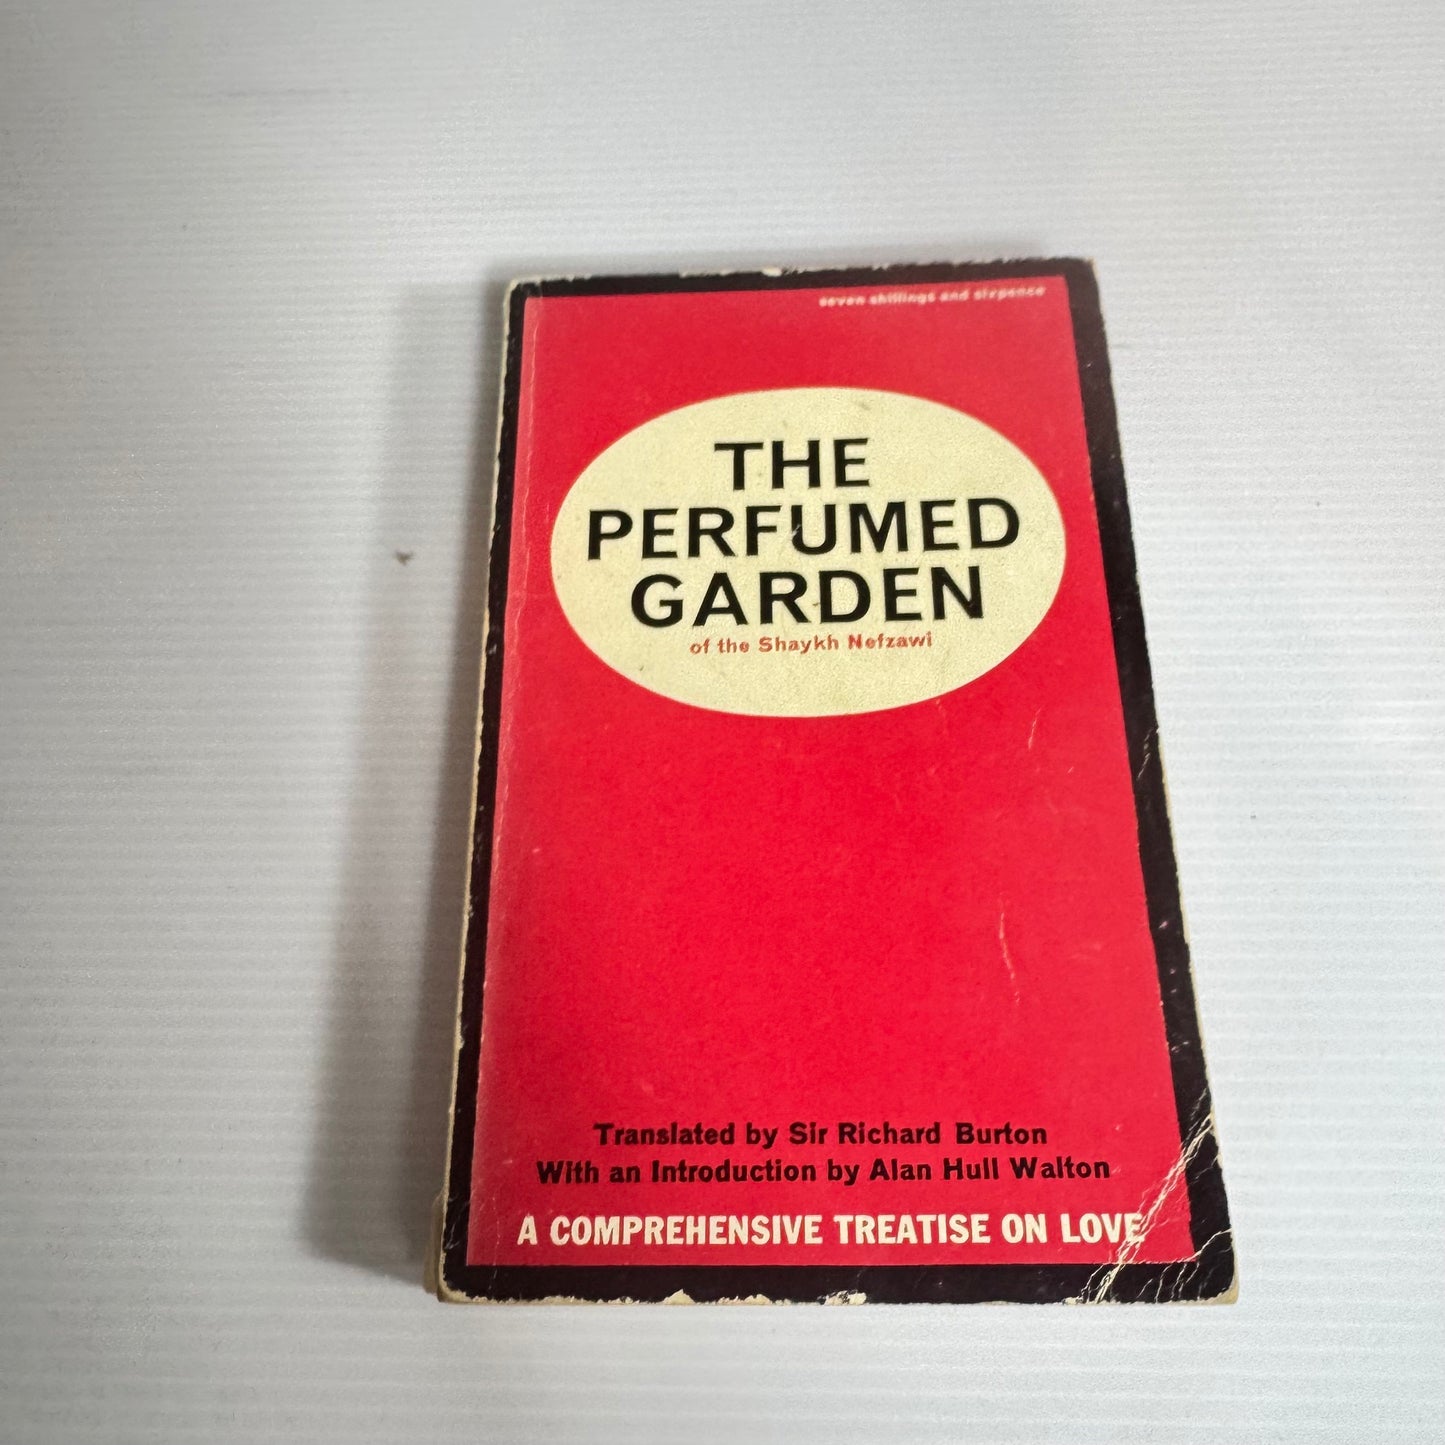 seven shillings and sixpence
THE
PERFUMED
GARDEN
of the Shaykh Nefzawi
Translated by Sir Richard Burton
With an Introduction by Alan Hull Walton
A COMPREHENSIVE TREATISE ON LOVE